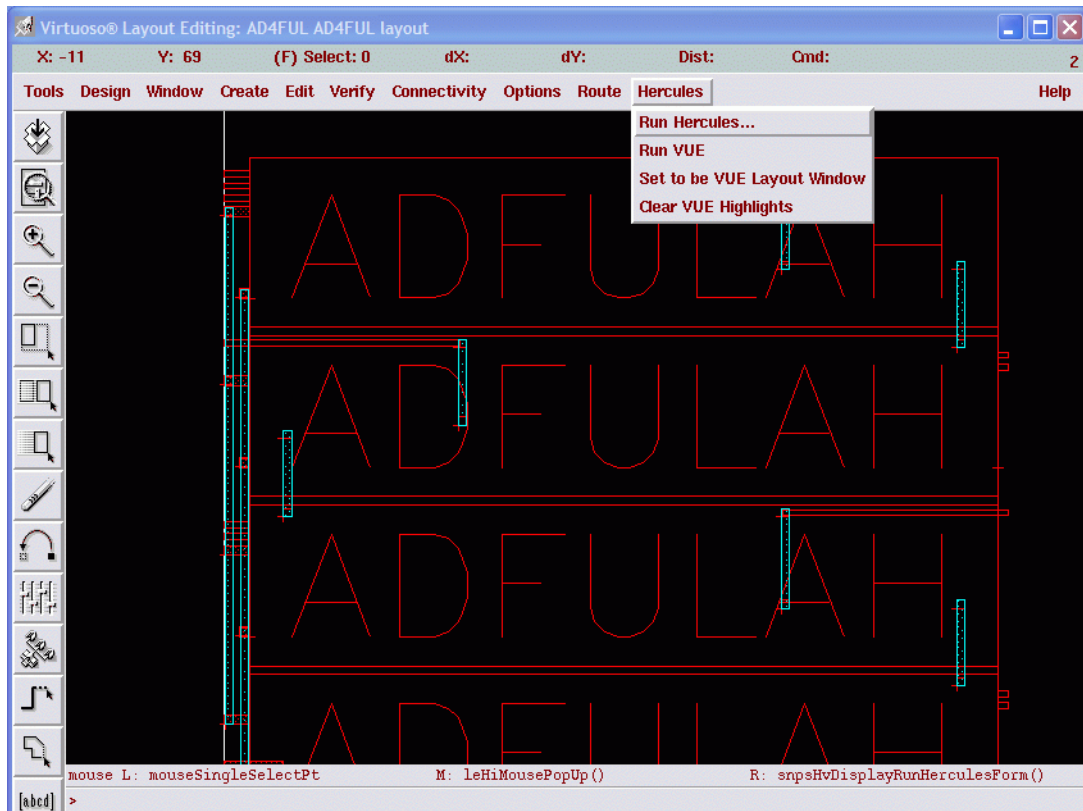 Virtuoso® Layout Editing: AD4FUL AD4FUL layout
X: -11 Y: 69 (F) Select: 0 dX: dY: Dist: Cmd: 2
Tools Design Window Create Edit Verify Connectivity Options Route Hercules Help
Run Hercules...
Run VUE
Set to be VUE Layout Window
Clear VUE Highlights
ADFULAH
ADFULAH
ADFULAH
ADFULAH
mouse L: mouseSingleSelectPt M: leHiMousePopUp() R: snpsHvDisplayRunHerculesForm()
[abcd] >